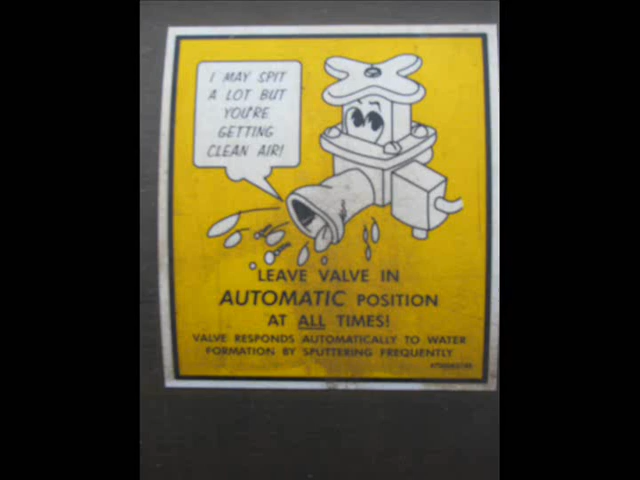 I MAY SPIT
A LOT BUT
YOU'RE
GETTING
CLEAN AIR!
LEAVE VALVE IN
AUTOMATIC POSITION
AT ALL TIMES!
VALVE RESPONDS AUTOMATICALLY TO WATER
FORMATION BY SPUTTERING FREQUENTLY